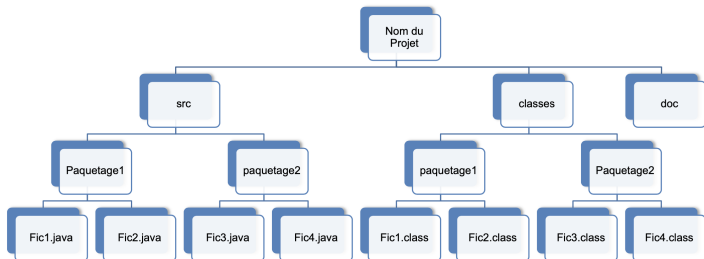 Nom du
Projet
src
classes
doc
Paquetage1
paquetage2
paquetage1
Paquetage2
Fic1.java
Fic2.java
Fic3.java
Fic4.java
Fic1.class
Fic2.class
Fic3.class
Fic4.class